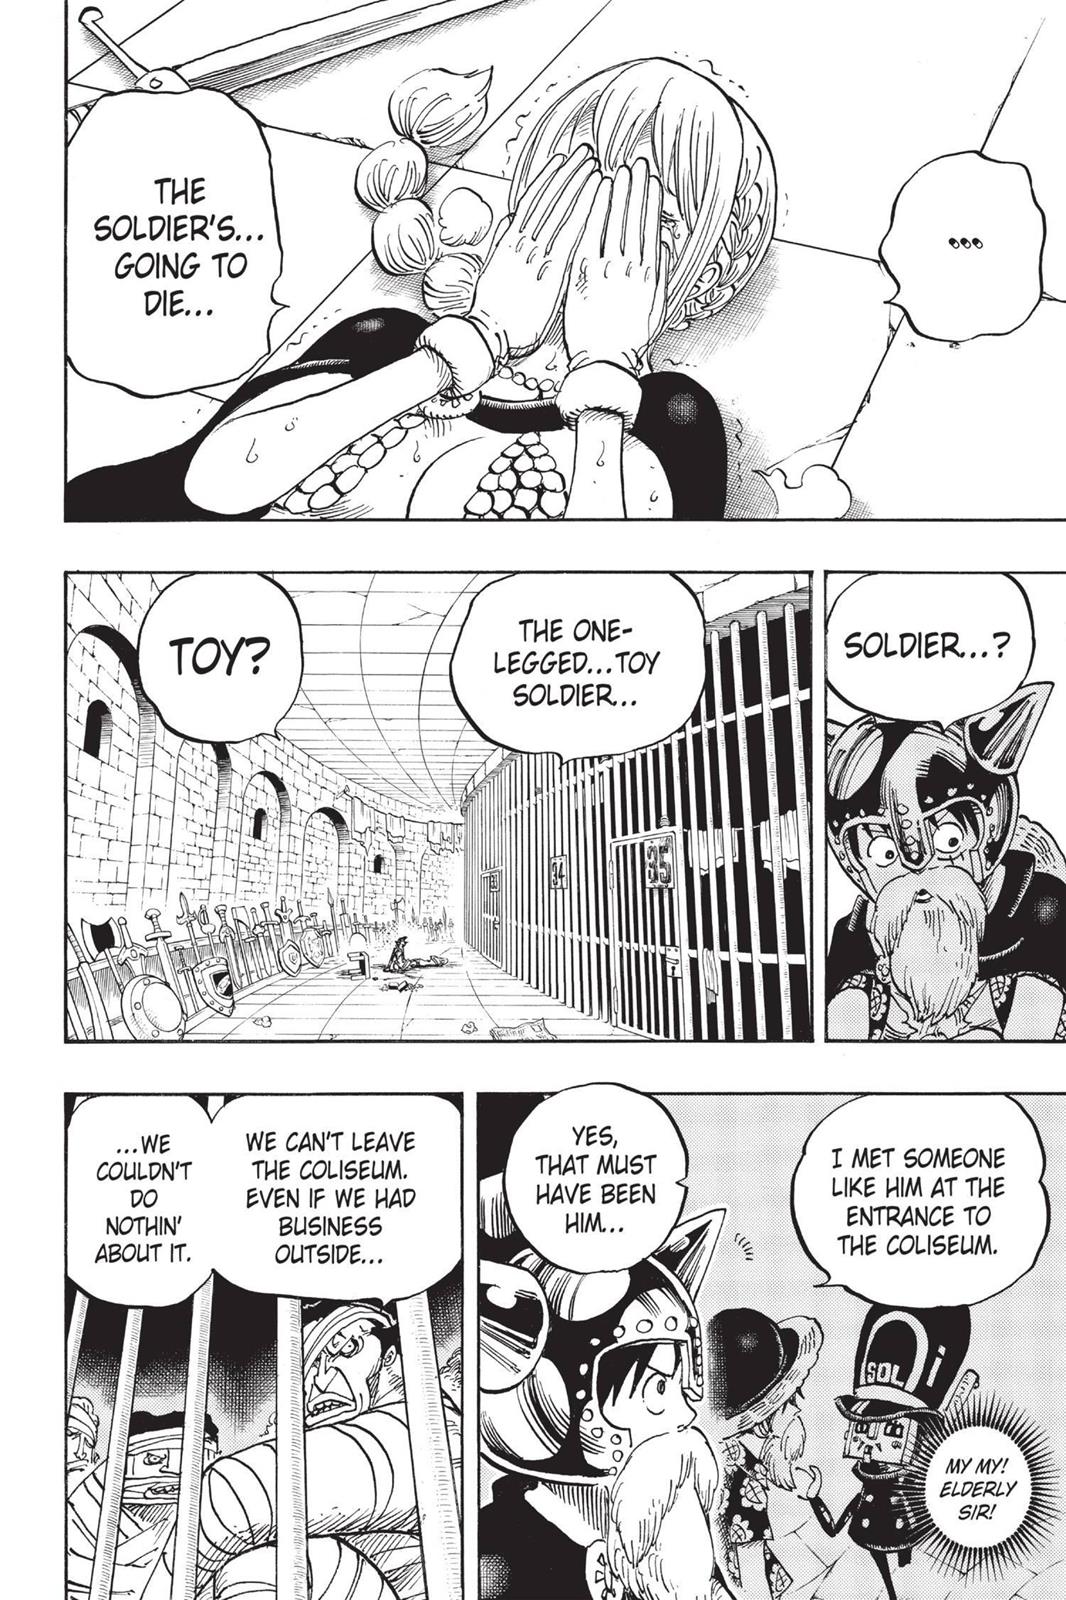 ...
THE
SOLDIER'S...
GOING TO
DIE...
SOLDIER...?
THE ONE-
LEGGED...TOY
SOLDIER...
TOY?
34
35
I MET SOMEONE
LIKE HIM AT THE
ENTRANCE TO
THE COLISEUM.
SOL
i
MY MY!
ELDERLY
SIR!
YES,
THAT MUST
HAVE BEEN
HIM...
WE CAN'T LEAVE
THE COLISEUM.
EVEN IF WE HAD
BUSINESS
OUTSIDE...
...WE
COULDN'T
DO
NOTHIN'
ABOUT IT.